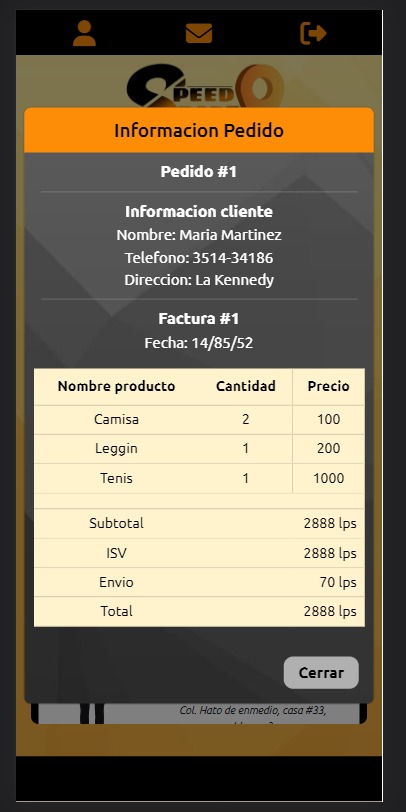 SPEED
Informacion Pedido
Pedido #1
Informacion cliente
Nombre: Maria Martinez
Telefono: 3514-34186
Direccion: La Kennedy
Factura #1
Fecha: 14/85/52
Nombre producto Cantidad Precio
Camisa 2 100
Leggin 1 200
Tenis 1 1000
Subtotal 2888 lps
ISV 2888 lps
Envio 70 lps
Total 2888 lps
Cerrar
Col. Hato de enmedio, casa #33,